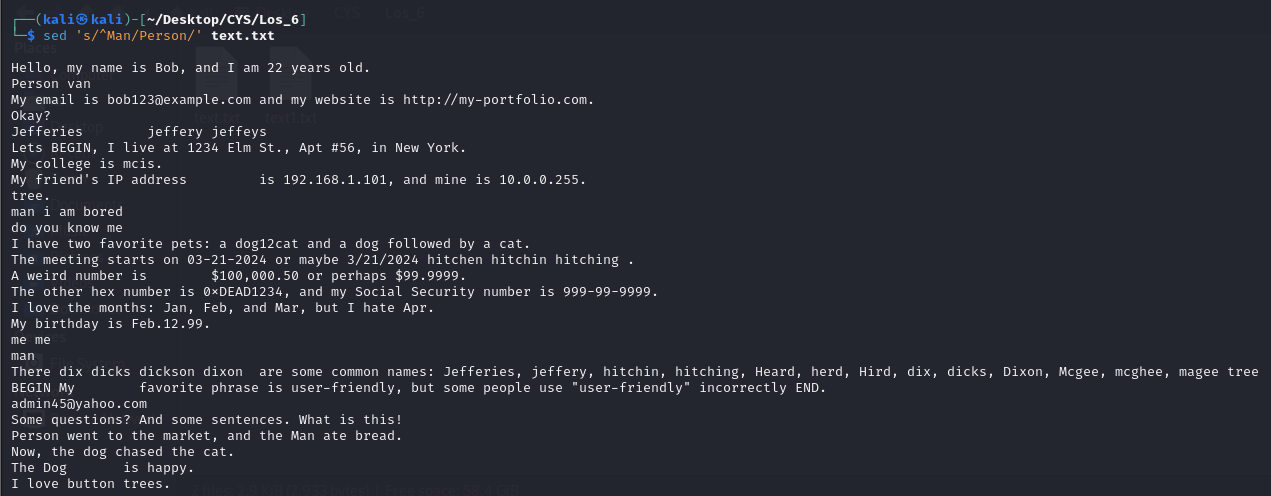 ┌──(kali㉿kali)-[~/Desktop/CYS/Los_6]
└─$ sed 's/^Man/Person/' text.txt
Hello, my name is Bob, and I am 22 years old.
Person van
My email is bob123@example.com and my website is http://my-portfolio.com.
Okay?
Jefferies        jeffery jeffeys
Lets BEGIN, I live at 1234 Elm St., Apt #56, in New York.
My college is mcis.
My friend's IP address         is 192.168.1.101, and mine is 10.0.0.255.
tree.
man i am bored
do you know me
I have two favorite pets: a dog12cat and a dog followed by a cat.
The meeting starts on 03-21-2024 or maybe 3/21/2024 hitchen hitchin hitching .
A weird number is        $100,000.50 or perhaps $99.9999.
The other hex number is 0×DEAD1234, and my Social Security number is 999-99-9999.
I love the months: Jan, Feb, and Mar, but I hate Apr.
My birthday is Feb.12.99.
me me
man
There dix dicks dickson dixon  are some common names: Jefferies, jeffery, hitchin, hitching, Heard, herd, Hird, dix, dicks, Dixon, Mcgee, mcghee, magee tree
BEGIN My        favorite phrase is user-friendly, but some people use "user-friendly" incorrectly END.
admin45@yahoo.com
Some questions? And some sentences. What is this!
Person went to the market, and the Man ate bread.
Now, the dog chased the cat.
The Dog       is happy.
I love button trees.